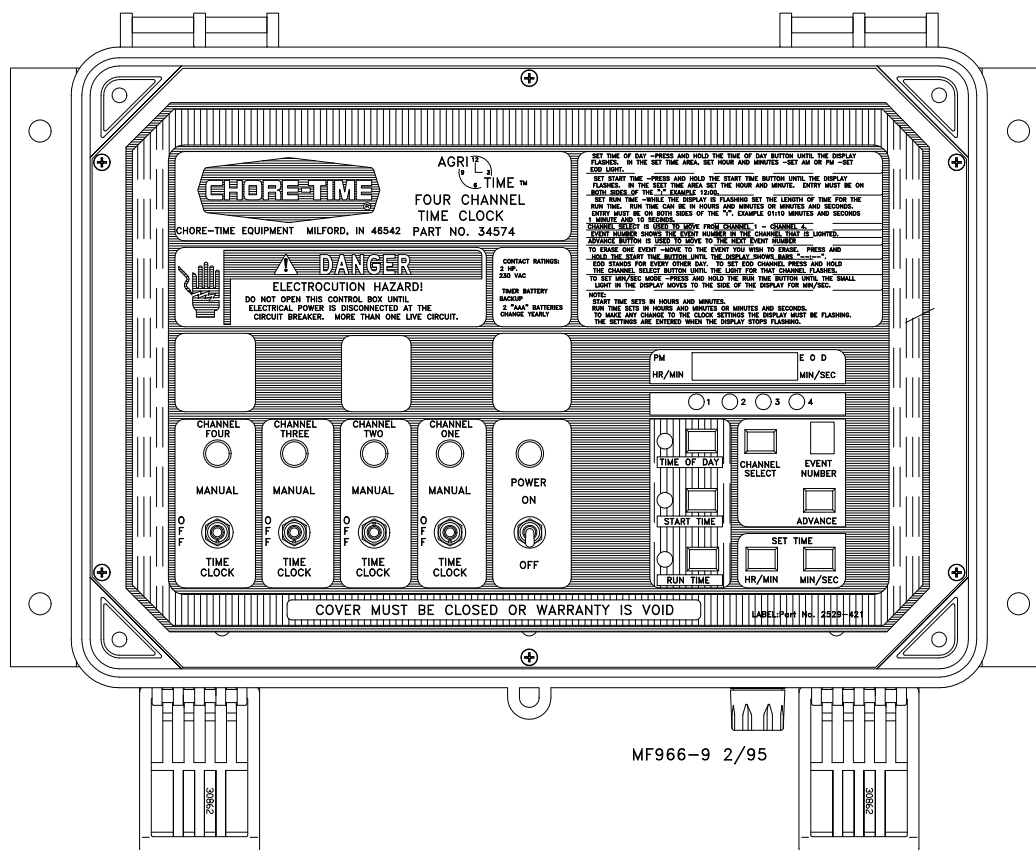 CHORE-TIME®
CHORE-TIME EQUIPMENT   MILFORD, IN 46542
AGRI 12
9 3
6 TIME ™
FOUR CHANNEL
TIME CLOCK
PART NO. 34574
DANGER
ELECTROCUTION HAZARD!
DO NOT OPEN THIS CONTROL BOX UNTIL
ELECTRICAL POWER IS DISCONNECTED AT THE
CIRCUIT BREAKER. MORE THAN ONE LIVE CIRCUIT.
CONTACT RATINGS:
2 HP.
230 VAC
TIMER BATTERY
BACKUP
2 "AAA" BATTERIES
CHANGE YEARLY
SET TIME OF DAY -PRESS AND HOLD THE TIME OF DAY BUTTON UNTIL THE DISPLAY
FLASHES. IN THE SET TIME AREA, SET HOUR AND MINUTES -SET AM OR PM -SET
EOD LIGHT.
SET START TIME -PRESS AND HOLD THE START TIME BUTTON UNTIL THE DISPLAY
FLASHES. IN THE SEET TIME AREA SET THE HOUR AND MINUTE. ENTRY MUST BE ON
BOTH SIDES OF THE ":" EXAMPLE 12:00.
SET RUN TIME -WHILE THE DISPLAY IS FLASHING SET THE LENGTH OF TIME FOR THE
RUN TIME. RUN TIME CAN BE IN HOURS AND MINUTES OR MINUTES AND SECONDS.
ENTRY MUST BE ON BOTH SIDES OF THE ":". EXAMPLE 01:10 MINUTES AND SECONDS
1 MINUTE AND 10 SECINDS.
CHANNEL SELECT IS USED TO MOVE FROM CHANNEL 1 - CHANNEL 4.
EVENT NUMBER SHOWS THE EVENT NUMBER IN THE CHANNEL THAT IS LIGHTED.
ADVANCE BUTTON IS USED TO MOVE TO THE NEXT EVENT NUMBER
TO ERASE ONE EVENT -MOVE TO THE EVENT YOU WISH TO ERASE. PRESS AND
HOLD THE START TIME BUTTON UNTIL THE DISPLAY SHOWS BARS "--:--".
EOD STANDS FOR EVERY OTHER DAY. TO SET EOD CHANNEL PRESS AND HOLD
THE CHANNEL SELECT BUTTON UNTIL THE LIGHT FOR THAT CHANNEL FLASHES.
TO SET MIN/SEC MODE -PRESS AND HOLD THE RUN TIME BUTTON UNTIL THE SMALL
LIGHT IN THE DISPLAY MOVES TO THE SIDE OF THE DISPLAY FOR MIN/SEC.
NOTE:
START TIME SETS IN HOURS AND MINUTES.
RUN TIME SETS IN HOURS AND MINUTES OR MINUTES AND SECONDS.
TO MAKE ANY CHANGE TO THE CLOCK SETTINGS THE DISPLAY MUST BE FLASHING.
THE SETTINGS ARE ENTERED WHEN THE DISPLAY STOPS FLASHING.
PM E O D
HR/MIN MIN/SEC
1 2 3 4
CHANNEL
FOUR
MANUAL
OFF
TIME
CLOCK
CHANNEL
THREE
MANUAL
OFF
TIME
CLOCK
CHANNEL
TWO
MANUAL
OFF
TIME
CLOCK
CHANNEL
ONE
MANUAL
OFF
TIME
CLOCK
POWER
ON
OFF
TIME OF DAY
START TIME
RUN TIME
CHANNEL
SELECT
EVENT
NUMBER
ADVANCE
SET TIME
HR/MIN MIN/SEC
COVER MUST BE CLOSED OR WARRANTY IS VOID
LABEL:Part No. 2529-421
MF966-9 2/95
30862
30862